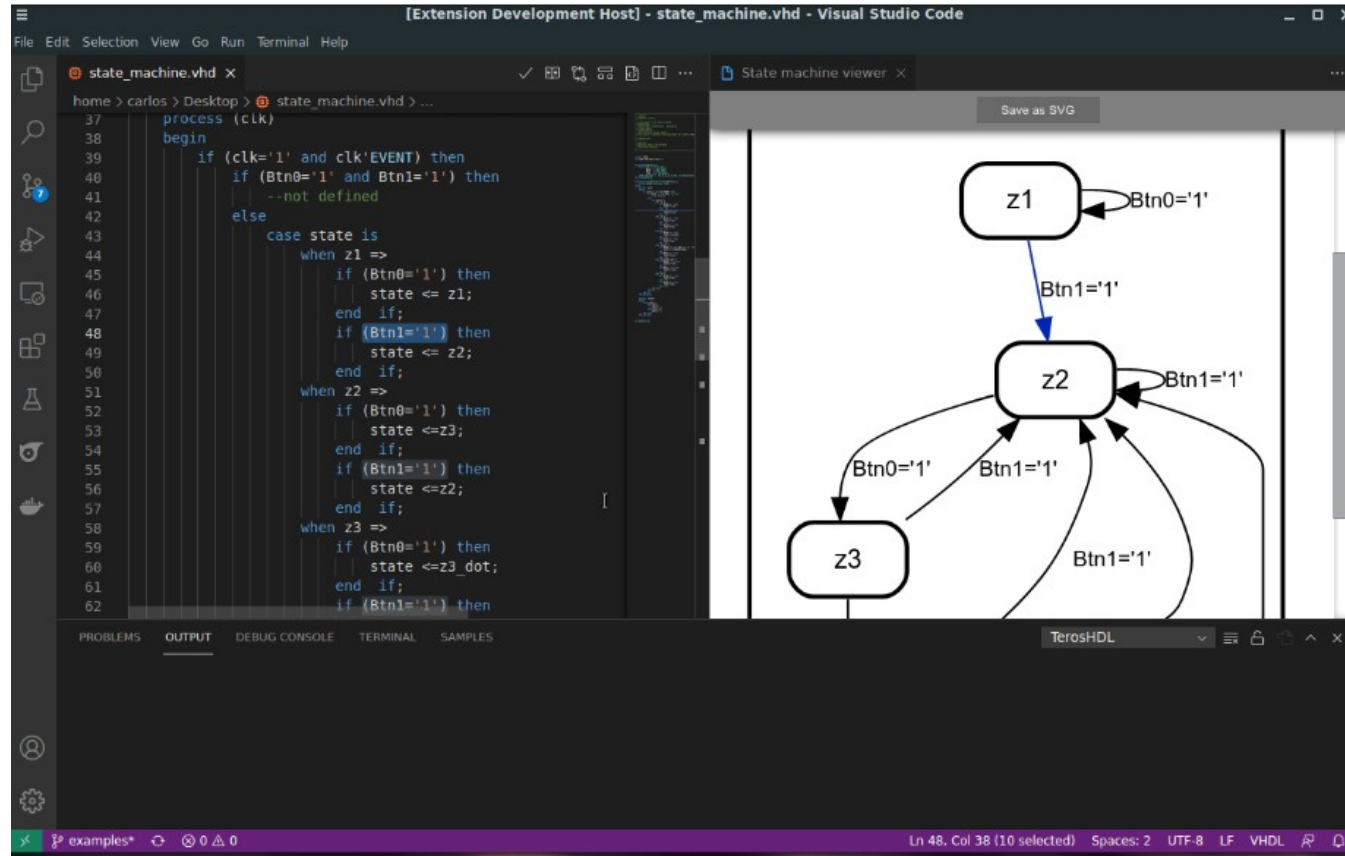 [Extension Development Host] - state_machine.vhd - Visual Studio Code
File Edit Selection View Go Run Terminal Help
state_machine.vhd
home > carlos > Desktop > state_machine.vhd > ...
37 process (clk)
38 begin
39 if (clk='1' and clk'EVENT) then
40 if (Btn0='1' and Btn1='1') then
41 --not defined
42 else
43 case state is
44 when z1 =>
45 if (Btn0='1') then
46 state <= z1;
47 end if;
48 if (Btn1='1') then
49 state <= z2;
50 end if;
51 when z2 =>
52 if (Btn0='1') then
53 state <=z3;
54 end if;
55 if (Btn1='1') then
56 state <=z2;
57 end if;
58 when z3 =>
59 if (Btn0='1') then
60 state <=z3_dot;
61 end if;
62 if (Btn1='1') then
7
State machine viewer
Save as SVG
z1
Btn0='1'
Btn1='1'
z2
Btn1='1'
Btn0='1'
Btn1='1'
z3
Btn1='1'
PROBLEMS OUTPUT DEBUG CONSOLE TERMINAL SAMPLES
TerosHDL
examples* 0 0
Ln 48, Col 38 (10 selected) Spaces: 2 UTF-8 LF VHDL